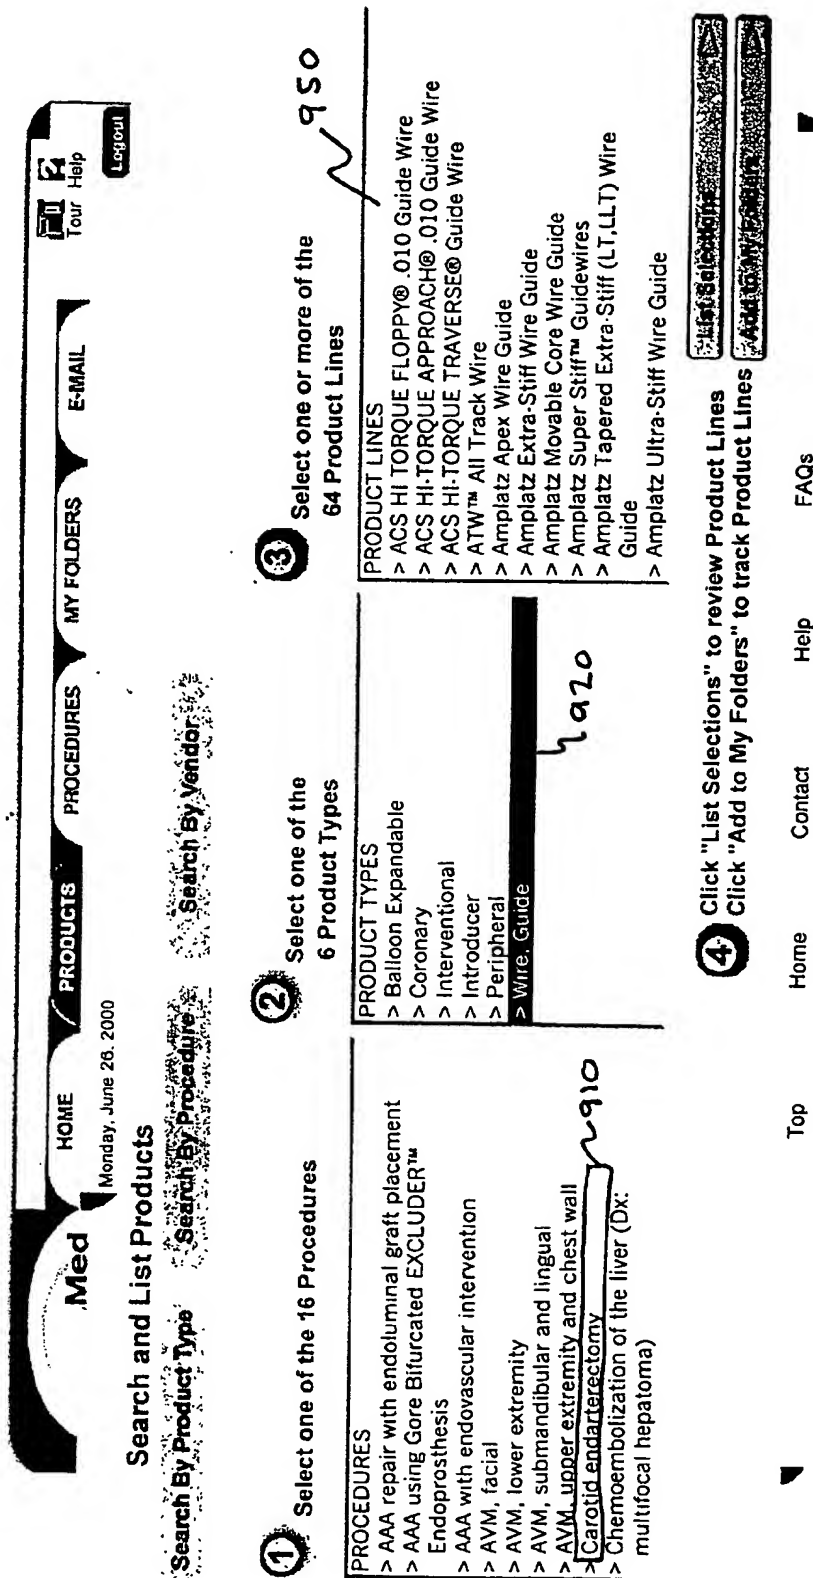 Tour
Help
Logout
HOME
PRODUCTS
PROCEDURES
MY FOLDERS
E-MAIL
.Med
Monday, June 26. 2000
Search and List Products
Search By Product Type
Search By Procedure
Search By Vendor
1
Select one of the 16 Procedures
PROCEDURES
> AAA repair with endoluminal graft placement
> AAA using Gore Bifurcated EXCLUDER™
Endoprosthesis
> AAA with endovascular intervention
> AVM, facial
> AVM, lower extremity
> AVM, submandibular and lingual
> AVM, upper extremity and chest wall
> Carotid endarterectomy
> Chemoembolization of the liver (Dx:
multifocal hepatoma)
910
2
Select one of the
6 Product Types
PRODUCT TYPES
> Balloon Expandable
> Coronary
> Interventional
> Introducer
> Peripheral
> Wire, Guide
920
3
Select one or more of the
64 Product Lines
950
PRODUCT LINES
> ACS HI TORQUE FLOPPY® .010 Guide Wire
> ACS HI-TORQUE APPROACH® .010 Guide Wire
> ACS HI-TORQUE TRAVERSE® Guide Wire
> ATW™ All Track Wire
> Amplatz Apex Wire Guide
> Amplatz Extra-Stiff Wire Guide
> Amplatz Movable Core Wire Guide
> Amplatz Super Stiff™ Guidewires
> Amplatz Tapered Extra-Stiff (LT,LLT) Wire
Guide
> Amplatz Ultra-Stiff Wire Guide
4
Click "List Selections" to review Product Lines
Click "Add to My Folders" to track Product Lines
List Selections
Add to My Folders
Top
Home
Contact
Help
FAQs